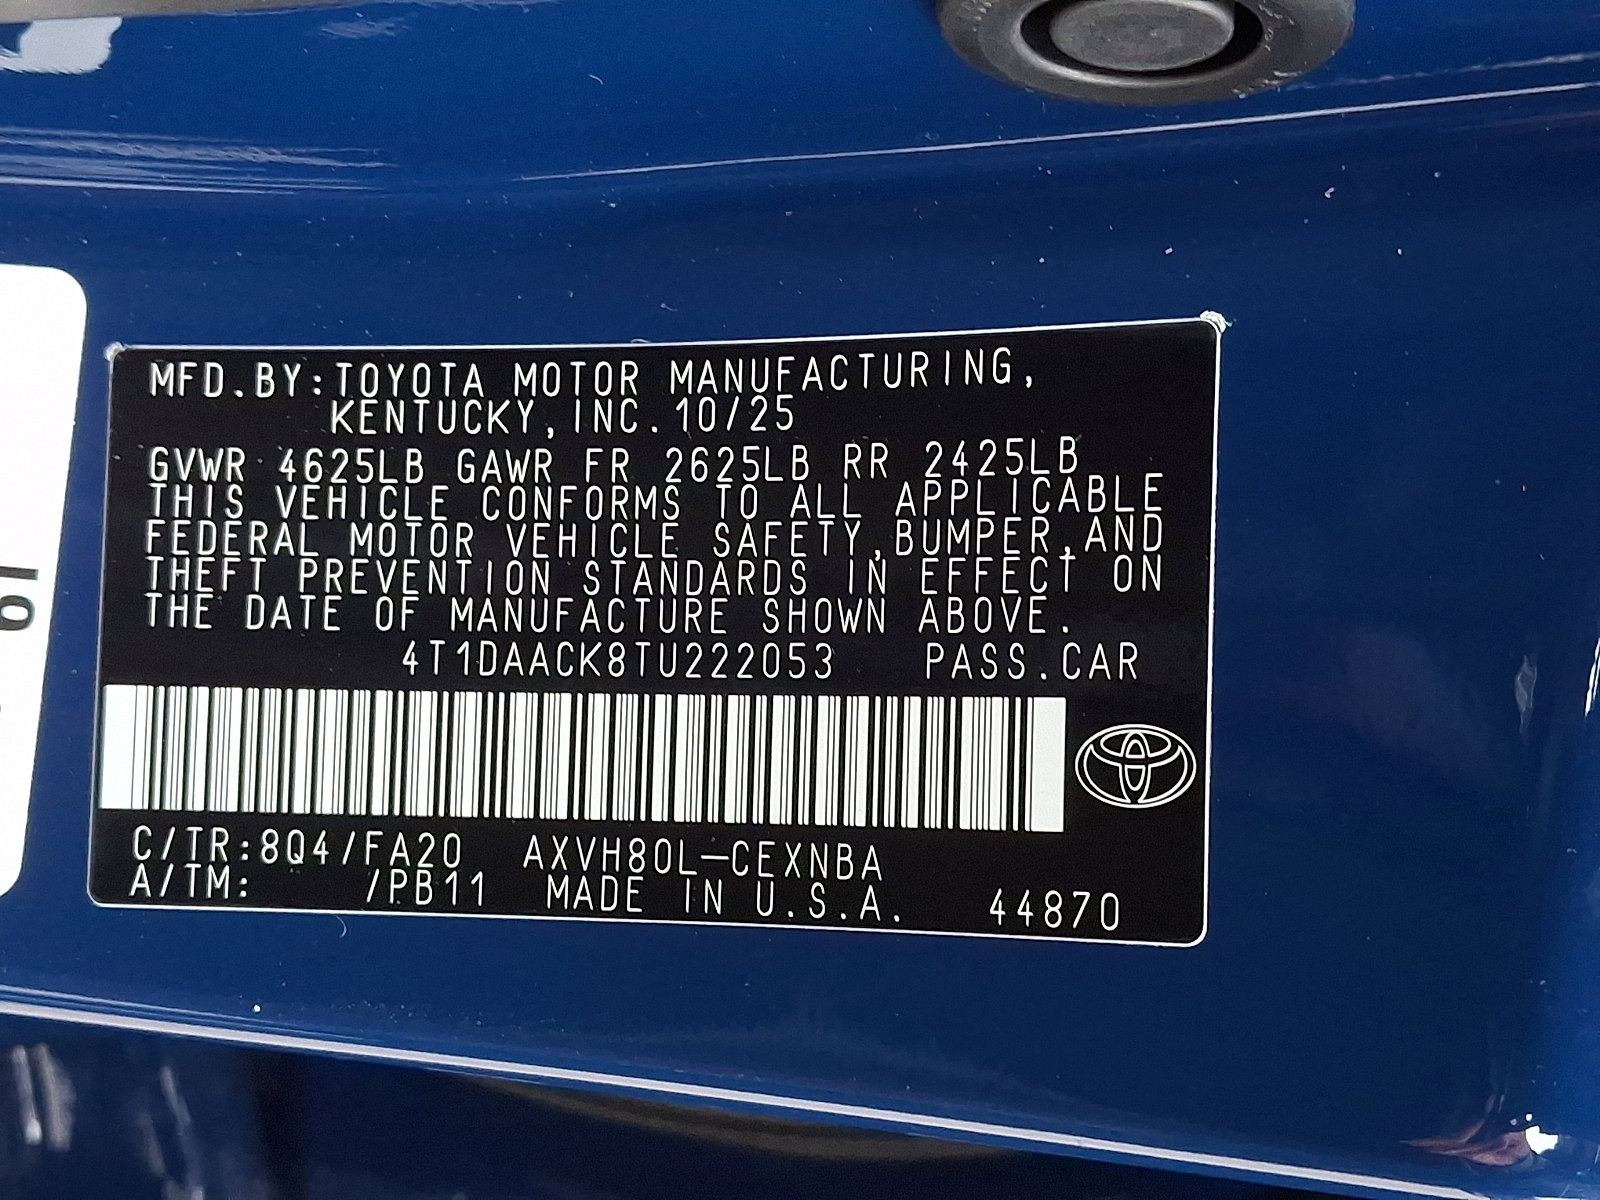 MFD.BY:TOYOTA MOTOR MANUFACTURING,
KENTUCKY,INC.10/25
GVWR 4625LB GAWR FR 2625LB RR 2425LB
THIS VEHICLE CONFORMS TO ALL APPLICABLE
FEDERAL MOTOR VEHICLE SAFETY,BUMPER,AND
THEFT PREVENTION STANDARDS IN EFFECT ON
THE DATE OF MANUFACTURE SHOWN ABOVE.
4T1DAACK8TU222053 PASS.CAR
C/TR:8Q4/FA20 AXVH80L-CEXNBA
A/TM: /PB11 MADE IN U.S.A. 44870